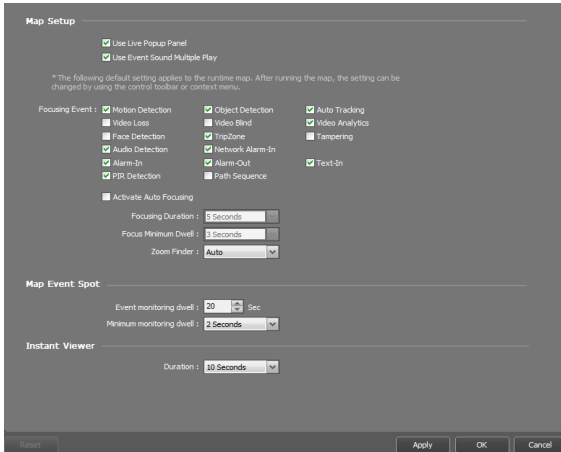 Map Setup
Use Live Popup Panel
Use Event Sound Multiple Play
* The following default setting applies to the runtime map. After running the map, the setting can be
changed by using the control toolbar or context menu.
Focusing Event : Motion Detection Object Detection Auto Tracking
Video Loss Video Blind Video Analytics
Face Detection TripZone Tampering
Audio Detection Network Alarm-In
Alarm-In Alarm-Out Text-In
PIR Detection Path Sequence
Activate Auto Focusing
Focusing Duration : 5 Seconds
Focus Minimum Dwell : 3 Seconds
Zoom Finder : Auto
Map Event Spot
Event monitoring dwell : 20 Sec
Minimum monitoring dwell : 2 Seconds
Instant Viewer
Duration : 10 Seconds
Reset Apply OK Cancel